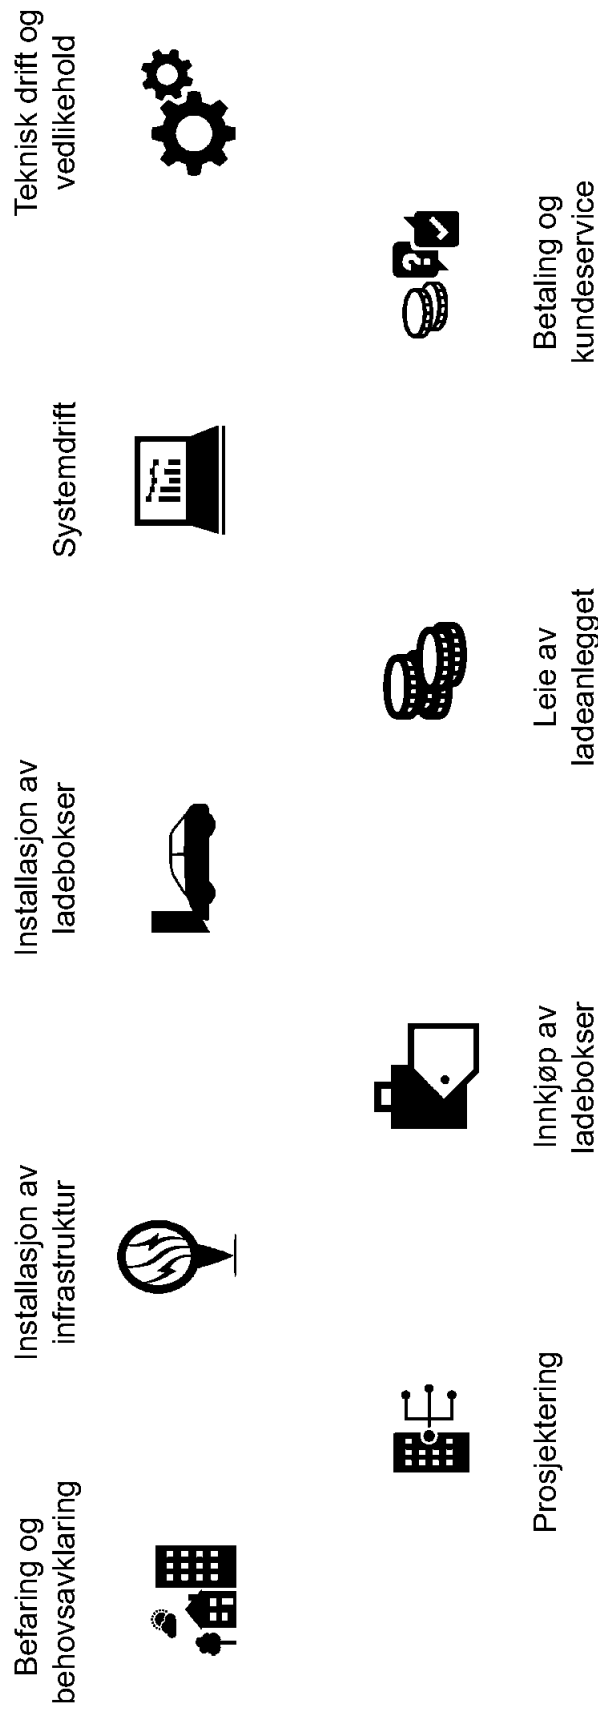 Befaring og
behovsavklaring
Prosjektering
Installasjon av
infrastruktur
Innkjøp av
ladebokser
Installasjon av
ladebokser
Leie av
ladeanlegget
Systemdrift
Betaling og
kundeservice
Teknisk drift og
vedlikehold